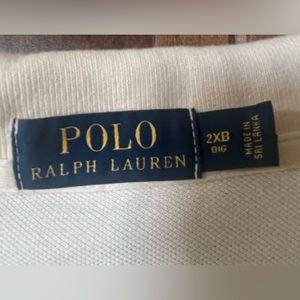 POLO
RALPH LAUREN
2XB
BIG
MADE IN
SRI LANKA